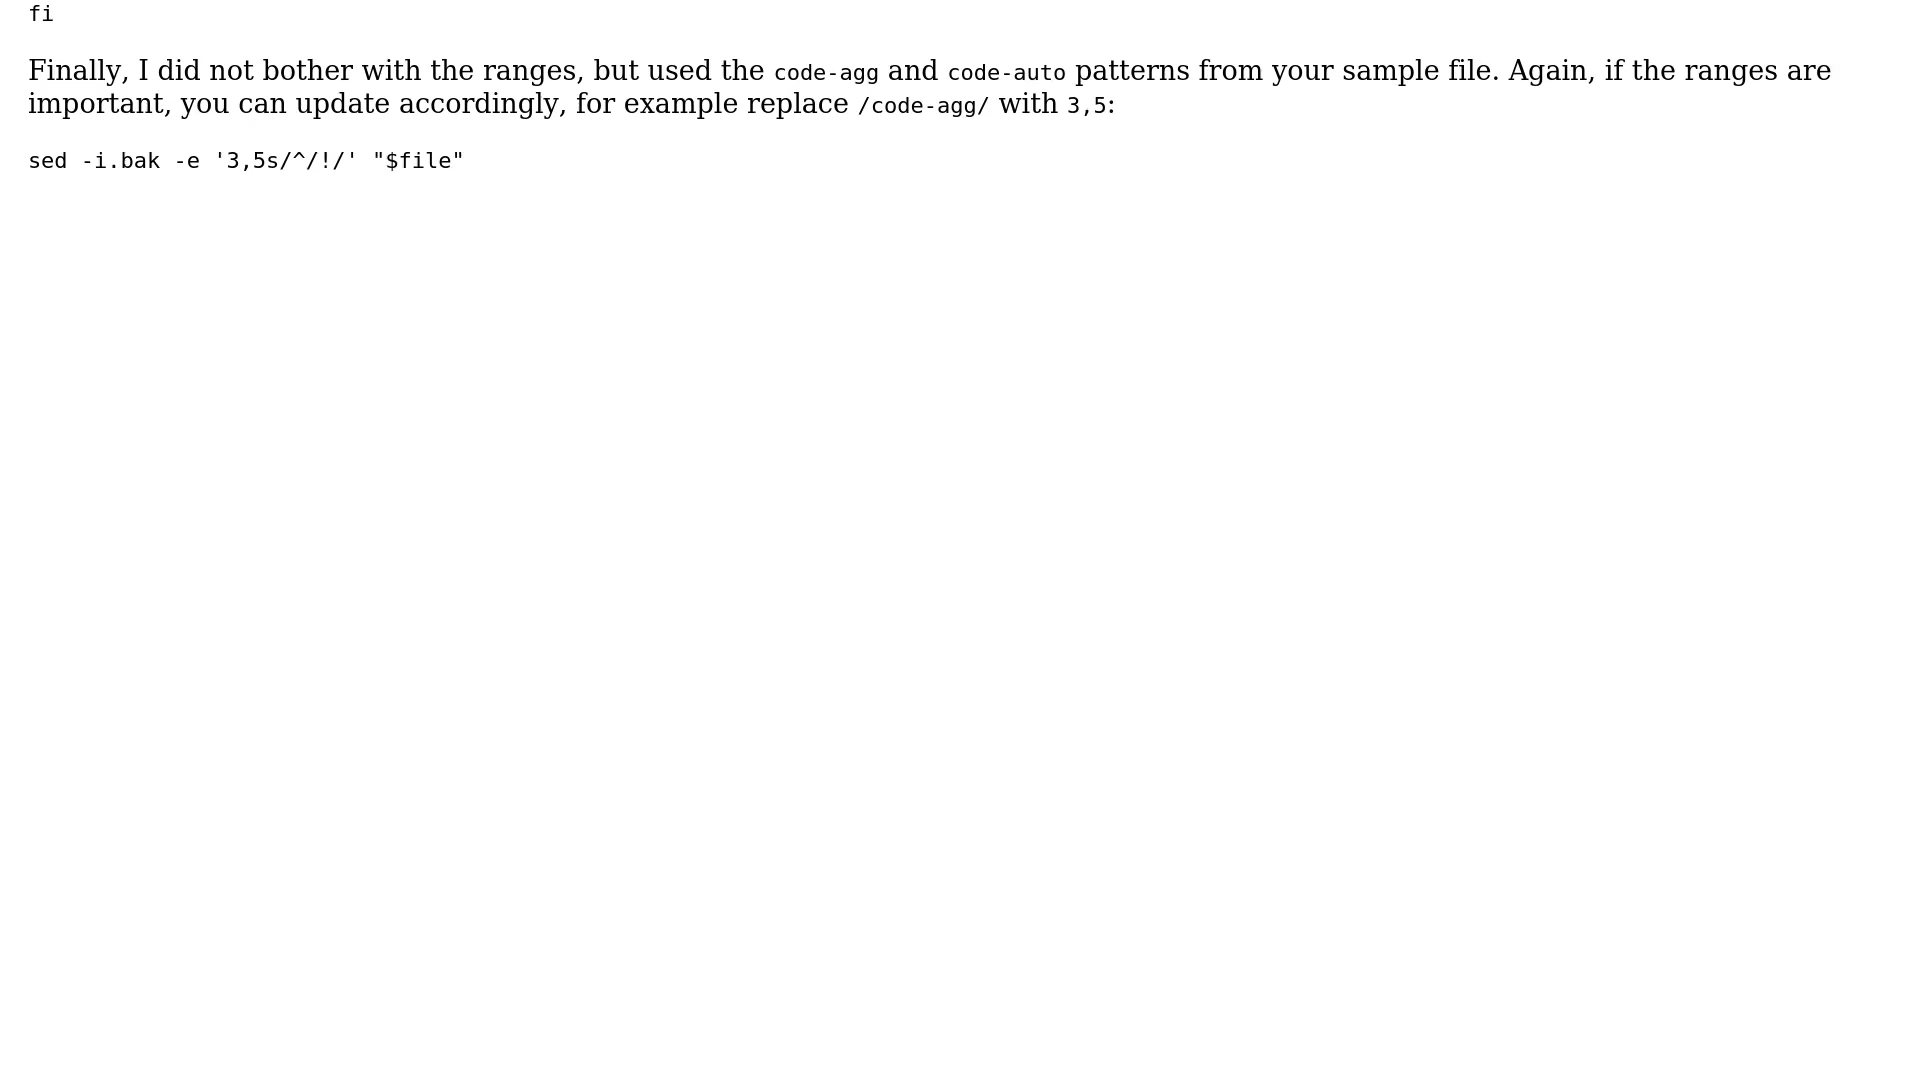 fi
Finally, I did not bother with the ranges, but used the code-agg and code-auto patterns from your sample file. Again, if the ranges are
important, you can update accordingly, for example replace /code-agg/ with 3,5:
sed -i.bak -e '3,5s/^/!/' "$file"